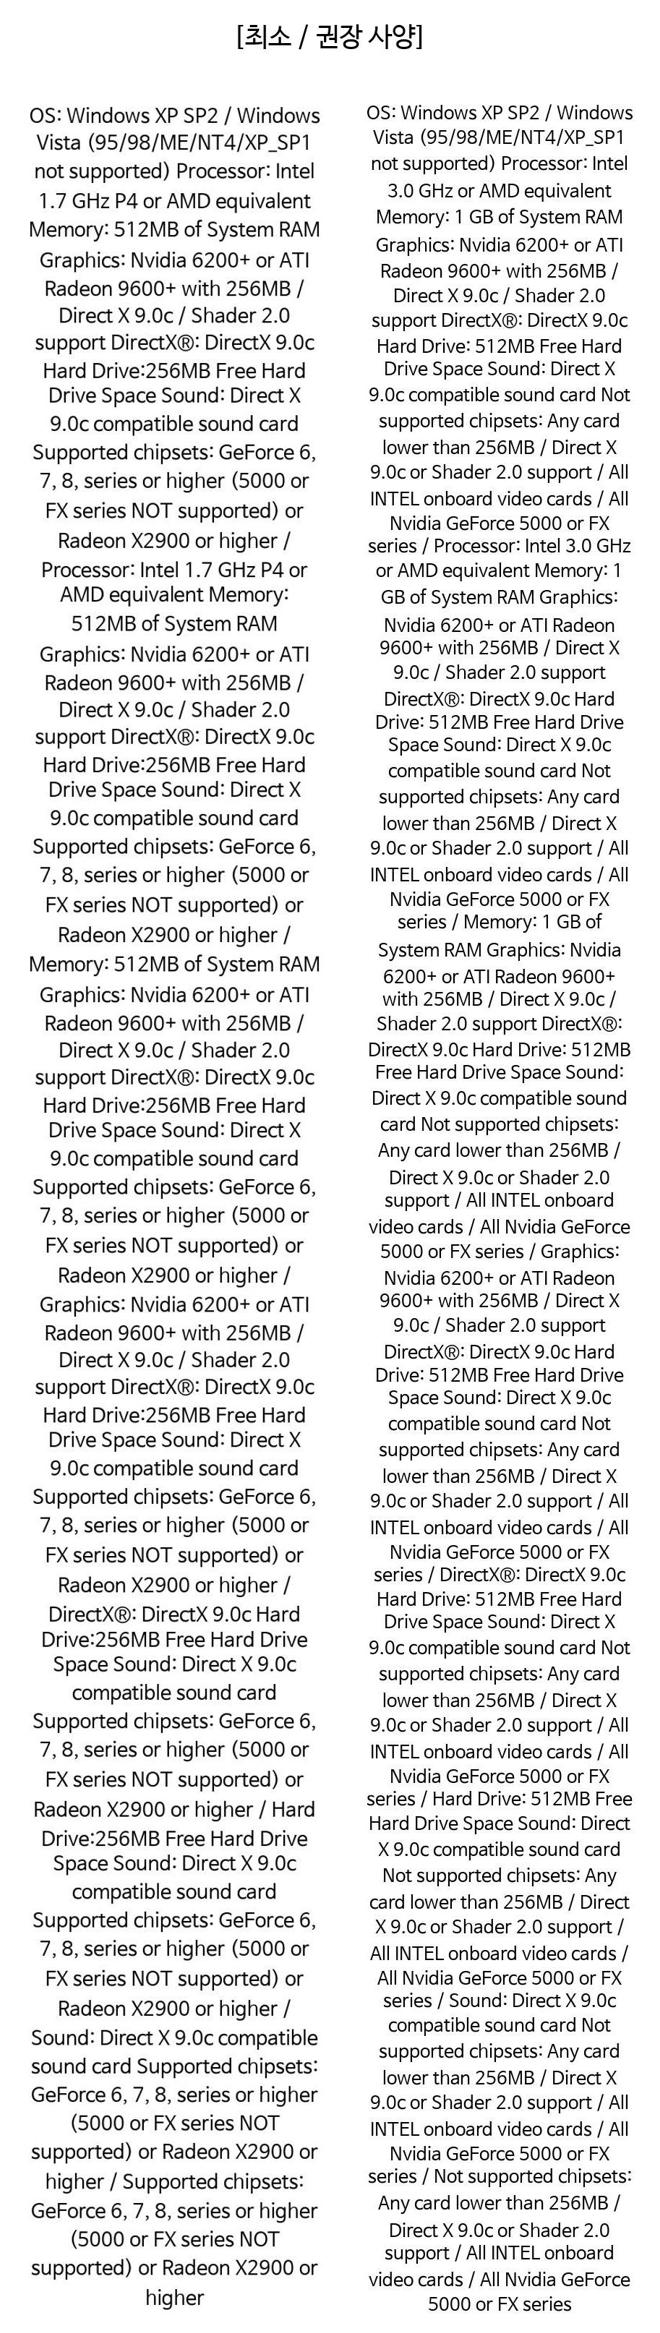 [최소 / 권장 사양]
OS: Windows XP SP2 / Windows
Vista (95/98/ME/NT4/XP_SP1
not supported) Processor: Intel
1.7 GHz P4 or AMD equivalent
Memory: 512MB of System RAM
Graphics: Nvidia 6200+ or ATI
Radeon 9600+ with 256MB /
Direct X 9.0c / Shader 2.0
support DirectX®: DirectX 9.0c
Hard Drive:256MB Free Hard
Drive Space Sound: Direct X
9.0c compatible sound card
Supported chipsets: GeForce 6,
7, 8, series or higher (5000 or
FX series NOT supported) or
Radeon X2900 or higher /
Processor: Intel 1.7 GHz P4 or
AMD equivalent Memory:
512MB of System RAM
Graphics: Nvidia 6200+ or ATI
Radeon 9600+ with 256MB /
Direct X 9.0c / Shader 2.0
support DirectX®: DirectX 9.0c
Hard Drive:256MB Free Hard
Drive Space Sound: Direct X
9.0c compatible sound card
Supported chipsets: GeForce 6,
7, 8, series or higher (5000 or
FX series NOT supported) or
Radeon X2900 or higher /
Memory: 512MB of System RAM
Graphics: Nvidia 6200+ or ATI
Radeon 9600+ with 256MB /
Direct X 9.0c / Shader 2.0
support DirectX®: DirectX 9.0c
Hard Drive:256MB Free Hard
Drive Space Sound: Direct X
9.0c compatible sound card
Supported chipsets: GeForce 6,
7, 8, series or higher (5000 or
FX series NOT supported) or
Radeon X2900 or higher /
Graphics: Nvidia 6200+ or ATI
Radeon 9600+ with 256MB /
Direct X 9.0c / Shader 2.0
support DirectX®: DirectX 9.0c
Hard Drive:256MB Free Hard
Drive Space Sound: Direct X
9.0c compatible sound card
Supported chipsets: GeForce 6,
7, 8, series or higher (5000 or
FX series NOT supported) or
Radeon X2900 or higher /
DirectX®: DirectX 9.0c Hard
Drive:256MB Free Hard Drive
Space Sound: Direct X 9.0c
compatible sound card
Supported chipsets: GeForce 6,
7, 8, series or higher (5000 or
FX series NOT supported) or
Radeon X2900 or higher / Hard
Drive:256MB Free Hard Drive
Space Sound: Direct X 9.0c
compatible sound card
Supported chipsets: GeForce 6,
7, 8, series or higher (5000 or
FX series NOT supported) or
Radeon X2900 or higher /
Sound: Direct X 9.0c compatible
sound card Supported chipsets:
GeForce 6, 7, 8, series or higher
(5000 or FX series NOT
supported) or Radeon X2900 or
higher / Supported chipsets:
GeForce 6, 7, 8, series or higher
(5000 or FX series NOT
supported) or Radeon X2900 or
higher
OS: Windows XP SP2 / Windows
Vista (95/98/ME/NT4/XP_SP1
not supported) Processor: Intel
3.0 GHz or AMD equivalent
Memory: 1 GB of System RAM
Graphics: Nvidia 6200+ or ATI
Radeon 9600+ with 256MB /
Direct X 9.0c / Shader 2.0
support DirectX®: DirectX 9.0c
Hard Drive: 512MB Free Hard
Drive Space Sound: Direct X
9.0c compatible sound card Not
supported chipsets: Any card
lower than 256MB / Direct X
9.0c or Shader 2.0 support / All
INTEL onboard video cards / All
Nvidia GeForce 5000 or FX
series / Processor: Intel 3.0 GHz
or AMD equivalent Memory: 1
GB of System RAM Graphics:
Nvidia 6200+ or ATI Radeon
9600+ with 256MB / Direct X
9.0c / Shader 2.0 support
DirectX®: DirectX 9.0c Hard
Drive: 512MB Free Hard Drive
Space Sound: Direct X 9.0c
compatible sound card Not
supported chipsets: Any card
lower than 256MB / Direct X
9.0c or Shader 2.0 support / All
INTEL onboard video cards / All
Nvidia GeForce 5000 or FX
series / Memory: 1 GB of
System RAM Graphics: Nvidia
6200+ or ATI Radeon 9600+
with 256MB / Direct X 9.0c /
Shader 2.0 support DirectX®:
DirectX 9.0c Hard Drive: 512MB
Free Hard Drive Space Sound:
Direct X 9.0c compatible sound
card Not supported chipsets:
Any card lower than 256MB /
Direct X 9.0c or Shader 2.0
support / All INTEL onboard
video cards / All Nvidia GeForce
5000 or FX series / Graphics:
Nvidia 6200+ or ATI Radeon
9600+ with 256MB / Direct X
9.0c / Shader 2.0 support
DirectX®: DirectX 9.0c Hard
Drive: 512MB Free Hard Drive
Space Sound: Direct X 9.0c
compatible sound card Not
supported chipsets: Any card
lower than 256MB / Direct X
9.0c or Shader 2.0 support / All
INTEL onboard video cards / All
Nvidia GeForce 5000 or FX
series / DirectX®: DirectX 9.0c
Hard Drive: 512MB Free Hard
Drive Space Sound: Direct X
9.0c compatible sound card Not
supported chipsets: Any card
lower than 256MB / Direct X
9.0c or Shader 2.0 support / All
INTEL onboard video cards / All
Nvidia GeForce 5000 or FX
series / Hard Drive: 512MB Free
Hard Drive Space Sound: Direct
X 9.0c compatible sound card
Not supported chipsets: Any
card lower than 256MB / Direct
X 9.0c or Shader 2.0 support /
All INTEL onboard video cards /
All Nvidia GeForce 5000 or FX
series / Sound: Direct X 9.0c
compatible sound card Not
supported chipsets: Any card
lower than 256MB / Direct X
9.0c or Shader 2.0 support / All
INTEL onboard video cards / All
Nvidia GeForce 5000 or FX
series / Not supported chipsets:
Any card lower than 256MB /
Direct X 9.0c or Shader 2.0
support / All INTEL onboard
video cards / All Nvidia GeForce
5000 or FX series